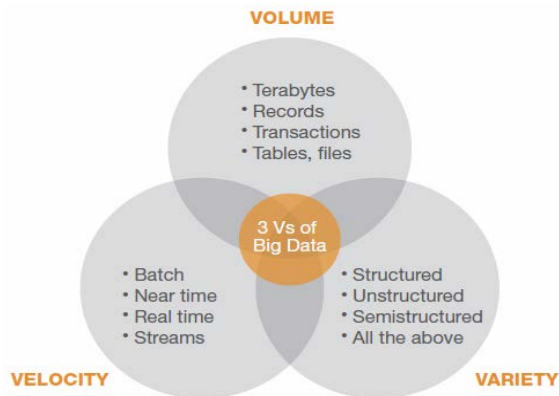 VOLUME
• Terabytes
• Records
• Transactions
• Tables, files
3 Vs of
Big Data
• Batch
• Near time
• Real time
• Streams
• Structured
• Unstructured
• Semistructured
• All the above
VELOCITY
VARIETY